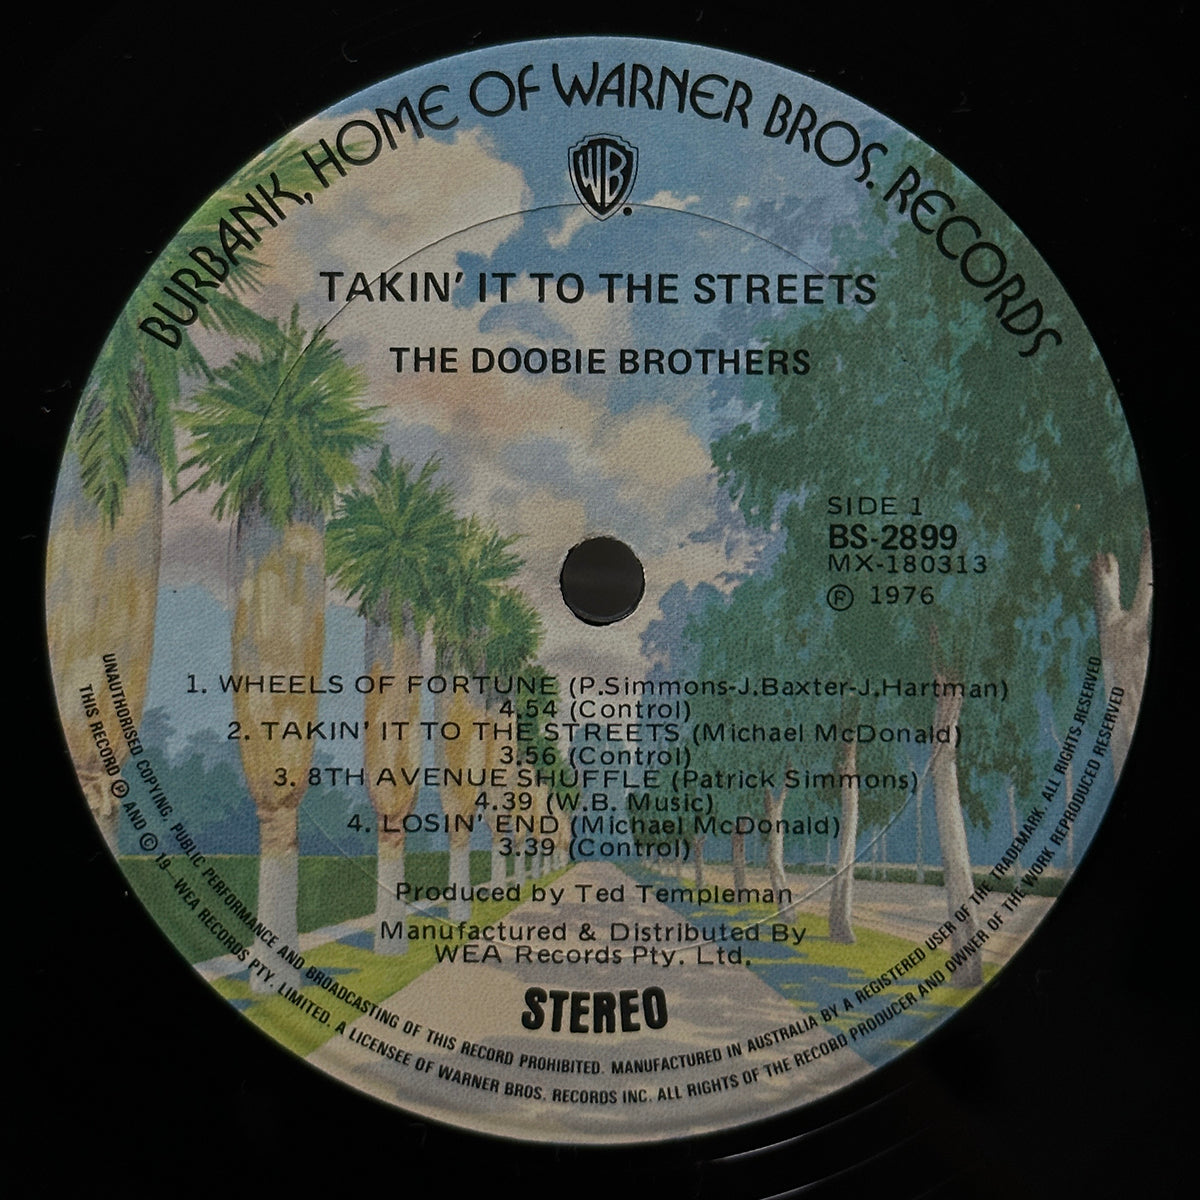 BURBANK, HOME OF WARNER BROS. RECORDS
WB
TAKIN' IT TO THE STREETS
THE DOOBIE BROTHERS
SIDE 1
BS-2899
MX-180313
Ⓡ 1976
1. WHEELS OF FORTUNE (P.Simmons-J.Baxter-J.Hartman)
4.54 (Control)
2. TAKIN' IT TO THE STREETS (Michael McDonald)
3.56 (Control)
3. 8TH AVENUE SHUFFLE (Patrick Simmons)
4.39 (W.B. Music)
4. LOSIN' END (Michael McDonald)
3.39 (Control)
Produced by Ted Templeman
Manufactured & Distributed By
WEA Records Pty. Ltd.
STEREO
UNAUTHORISED COPYING, PUBLIC PERFORMANCE AND BROADCASTING OF THIS RECORD PROHIBITED. MANUFACTURED IN AUSTRALIA BY A REGISTERED USER OF THE TRADEMARK. ALL RIGHTS RESERVED
THIS RECORD Ⓟ AND © 19—WEA RECORDS PTY. LIMITED. A LICENSEE OF WARNER BROS. RECORDS INC. ALL RIGHTS OF THE RECORD PRODUCER AND OWNER OF THE WORK REPRODUCED RESERVED